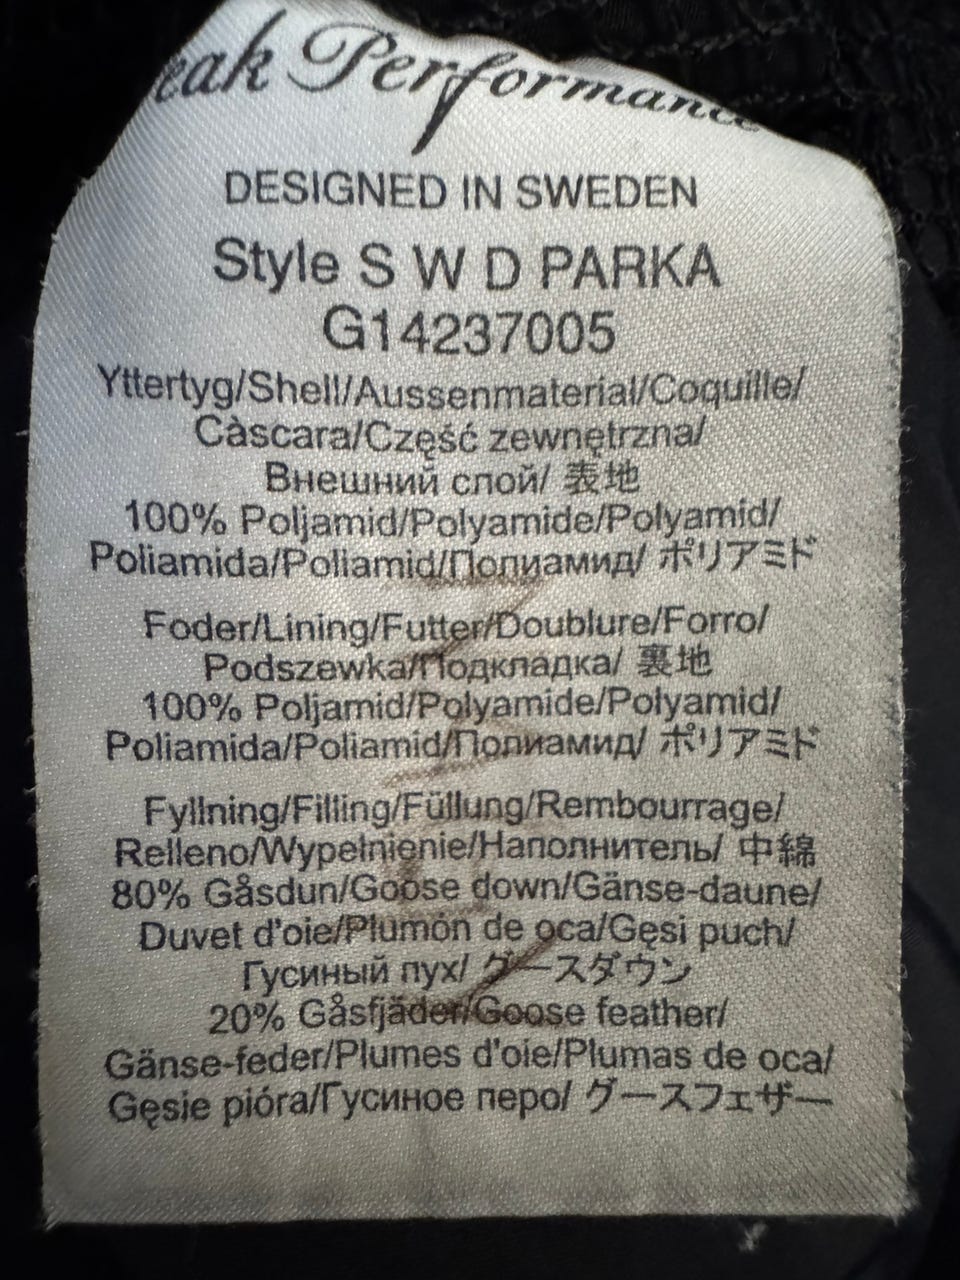 eak Performance
DESIGNED IN SWEDEN
Style S W D PARKA
G14237005
Yttertyg/Shell/Aussenmaterial/Coquille/
Càscara/Część zewnętrzna/
Внешний слой/ 表地
100% Poljamid/Polyamide/Polyamid/
Poliamida/Poliamid/Полиамид/ ポリアミド
Foder/Lining/Futter/Doublure/Forro/
Podszewka/Подкладка/ 裏地
100% Poljamid/Polyamide/Polyamid/
Poliamida/Poliamid/Полиамид/ ポリアミド
Fyllning/Filling/Füllung/Rembourrage/
Relleno/Wypełnienie/Наполнитель/ 中綿
80% Gåsdun/Goose down/Gänse-daune/
Duvet d'oie/Plumón de oca/Gęsi puch/
Гусиный пух/ グースダウン
20% Gåsfjäder/Goose feather/
Gänse-feder/Plumes d'oie/Plumas de oca/
Gęsie pióra/Гусиное перо/ グースフェザー